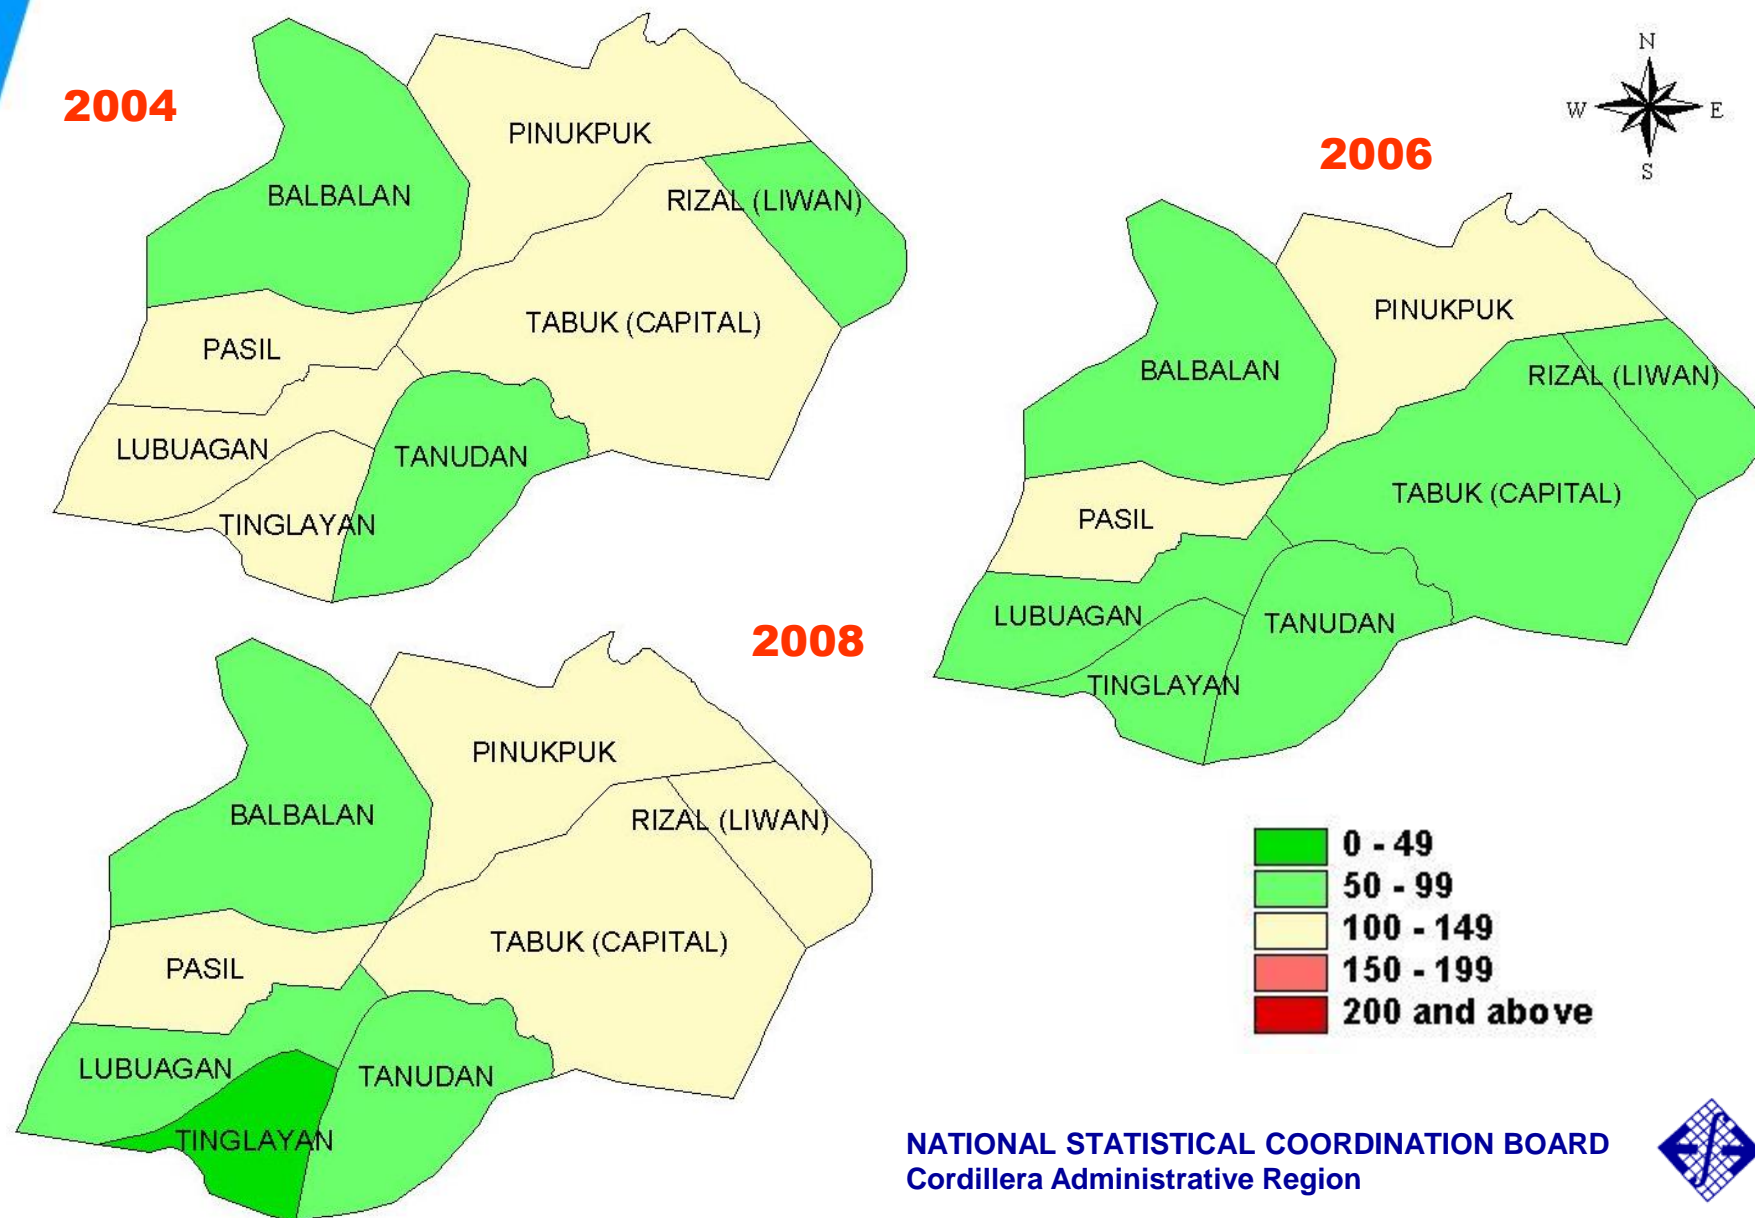 2004
PINUKPUK
BALBALAN
RIZAL (LIWAN)
TABUK (CAPITAL)
PASIL
LUBUAGAN
TANUDAN
TINGLAYAN
N
W E
S
2006
PINUKPUK
BALBALAN
RIZAL (LIWAN)
TABUK (CAPITAL)
PASIL
LUBUAGAN
TANUDAN
TINGLAYAN
2008
PINUKPUK
BALBALAN
RIZAL (LIWAN)
TABUK (CAPITAL)
PASIL
LUBUAGAN
TANUDAN
TINGLAYAN
0 - 49
50 - 99
100 - 149
150 - 199
200 and above
NATIONAL STATISTICAL COORDINATION BOARD
Cordillera Administrative Region